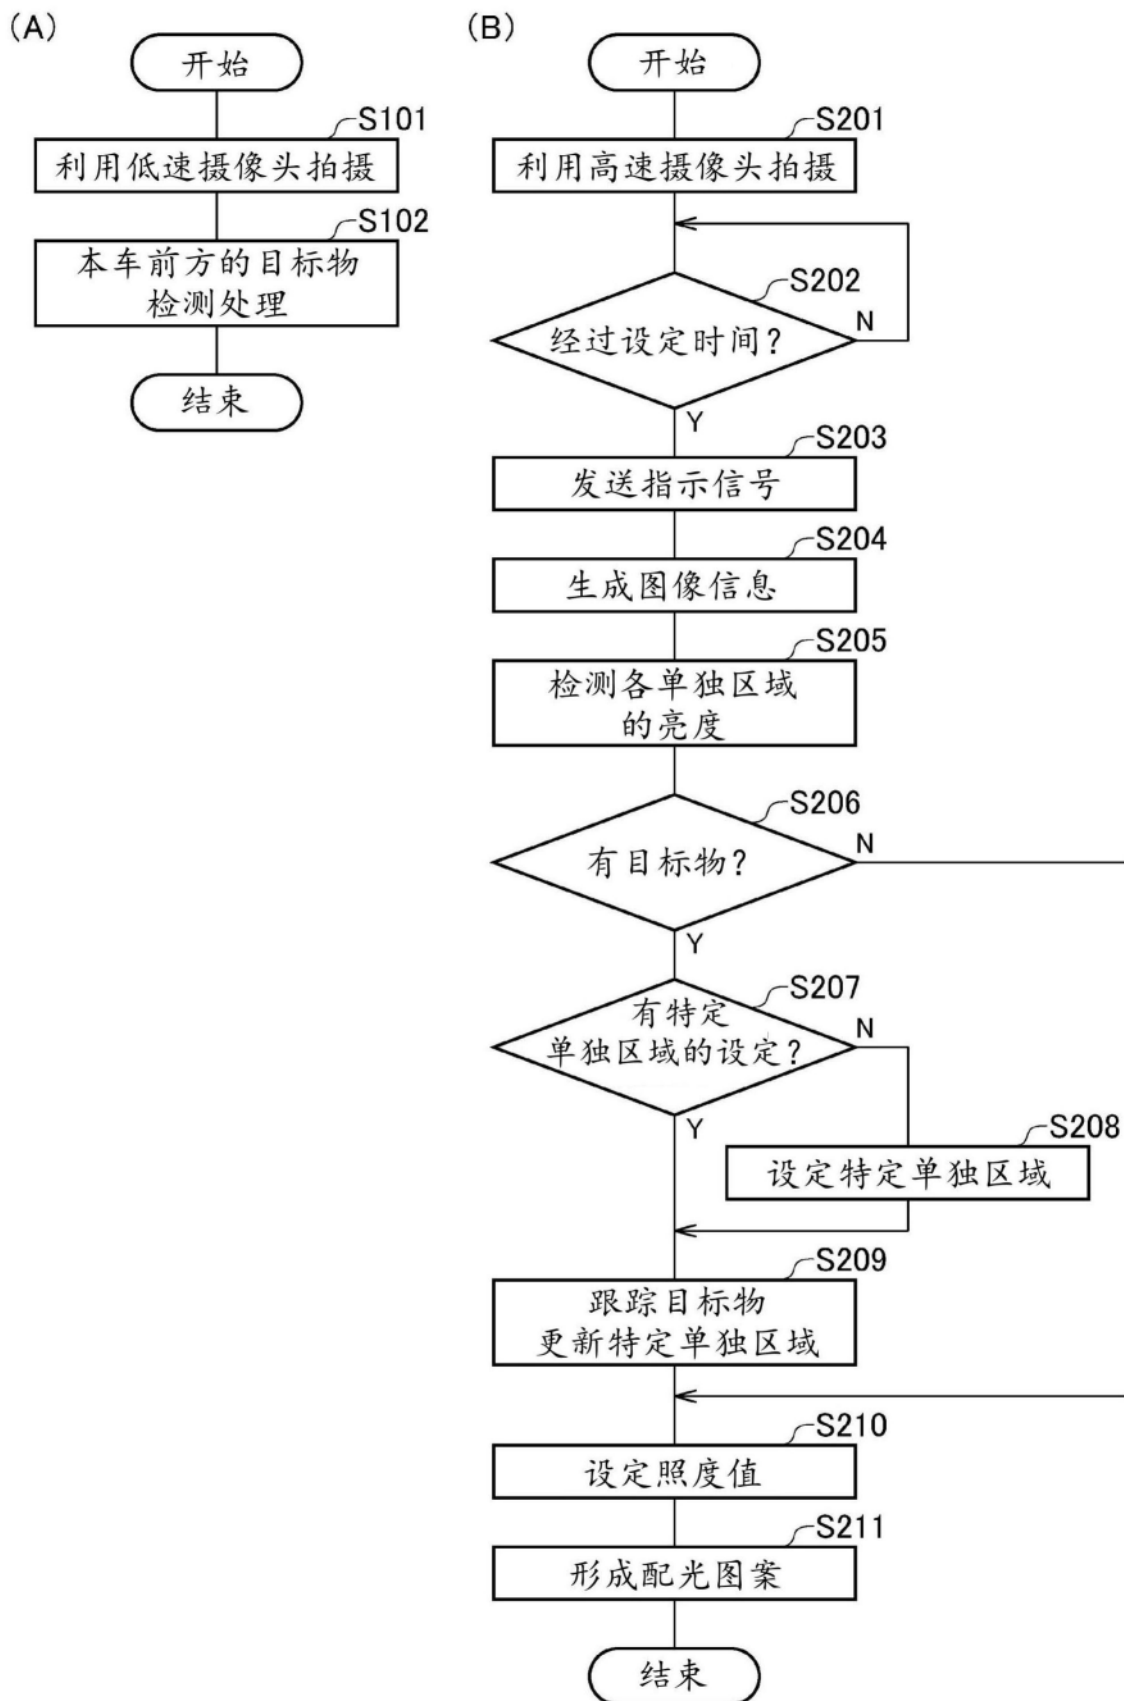 (A)
开始
S101
利用低速摄像头拍摄
S102
本车前方的目标物
检测处理
结束
(B)
开始
S201
利用高速摄像头拍摄
S202
经过设定时间?
N
Y
S203
发送指示信号
S204
生成图像信息
S205
检测各单独区域
的亮度
S206
有目标物?
N
Y
S207
有特定
单独区域的设定?
N
Y
S208
设定特定单独区域
S209
跟踪目标物
更新特定单独区域
S210
设定照度值
S211
形成配光图案
结束